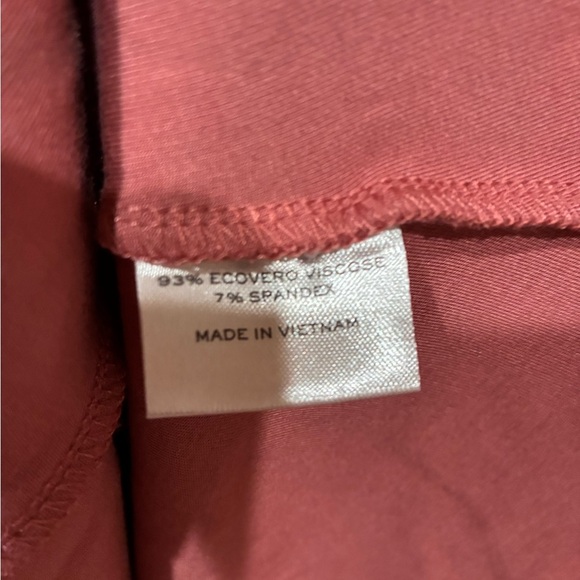 93% ECOVERO VISCOSE
7% SPANDEX
MADE IN VIETNAM